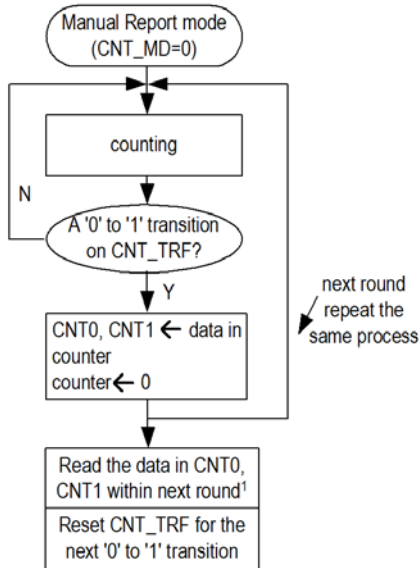 Manual Report mode
(CNT_MD=0)
counting
N
A '0' to '1' transition
on CNT_TRF?
Y
next round
repeat the
same process
CNT0, CNT1 ← data in
counter
counter← 0
Read the data in CNT0,
CNT1 within next round¹
Reset CNT_TRF for the
next '0' to '1' transition